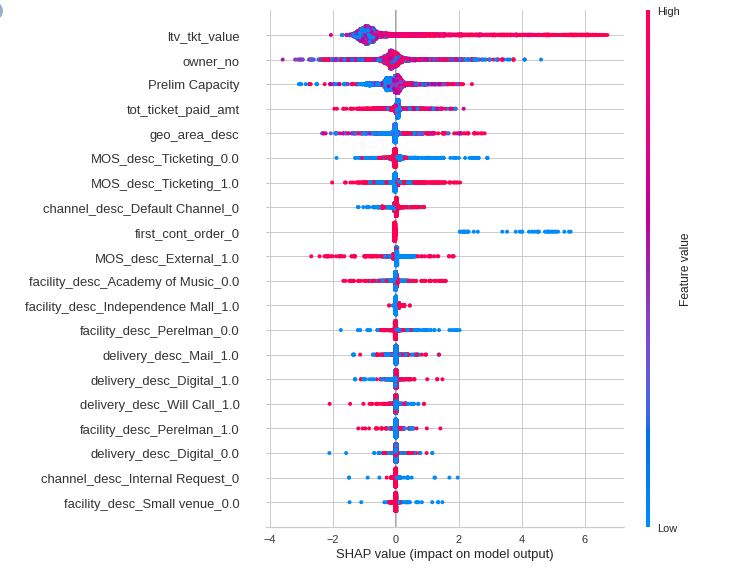 High
ltv_tkt_value
owner_no
Prelim Capacity
tot_ticket_paid_amt
geo_area_desc
MOS_desc_Ticketing_0.0
MOS_desc_Ticketing_1.0
channel_desc_Default Channel_0
first_cont_order_0
MOS_desc_External_1.0
facility_desc_Academy of Music_0.0
facility_desc_Independence Mall_1.0
facility_desc_Perelman_0.0
delivery_desc_Mail_1.0
delivery_desc_Digital_1.0
delivery_desc_Will Call_1.0
facility_desc_Perelman_1.0
delivery_desc_Digital_0.0
channel_desc_Internal Request_0
facility_desc_Small venue_0.0
Feature value
Low
−4 −2 0 2 4 6
SHAP value (impact on model output)